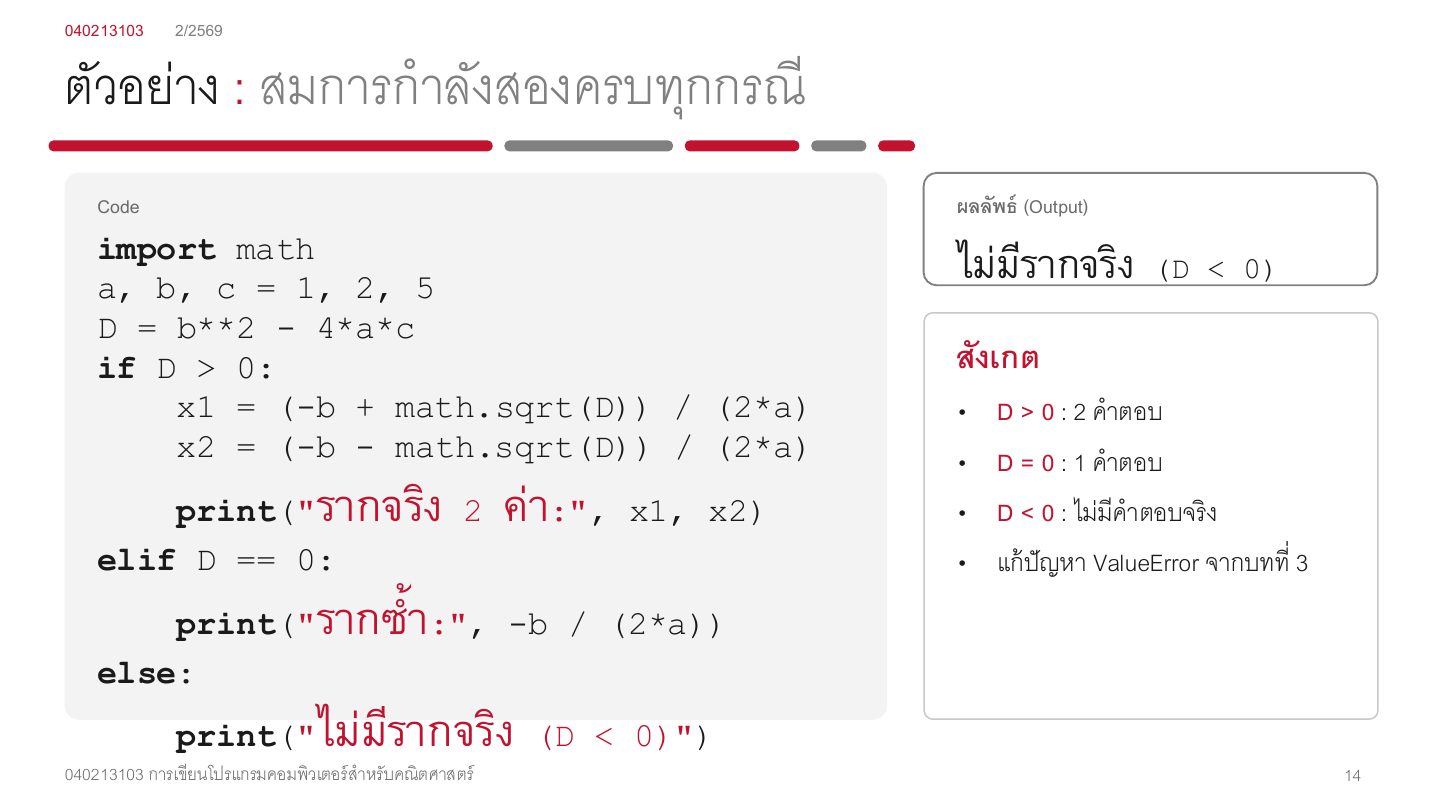 040213103 2/2569
ตัวอย่าง : สมการกำลังสองครบทุกกรณี
Code
import math
a, b, c = 1, 2, 5
D = b**2 - 4*a*c
if D > 0:
    x1 = (-b + math.sqrt(D)) / (2*a)
    x2 = (-b - math.sqrt(D)) / (2*a)
    print("รากจริง 2 ค่า:", x1, x2)
elif D == 0:
    print("รากซ้ำ:", -b / (2*a))
else:
    print("ไม่มีรากจริง (D < 0)")
ผลลัพธ์ (Output)
ไม่มีรากจริง (D < 0)
สังเกต
• D > 0 : 2 คำตอบ
• D = 0 : 1 คำตอบ
• D < 0 : ไม่มีคำตอบจริง
• แก้ปัญหา ValueError จากบทที่ 3
040213103 การเขียนโปรแกรมคอมพิวเตอร์สำหรับคณิตศาสตร์
14